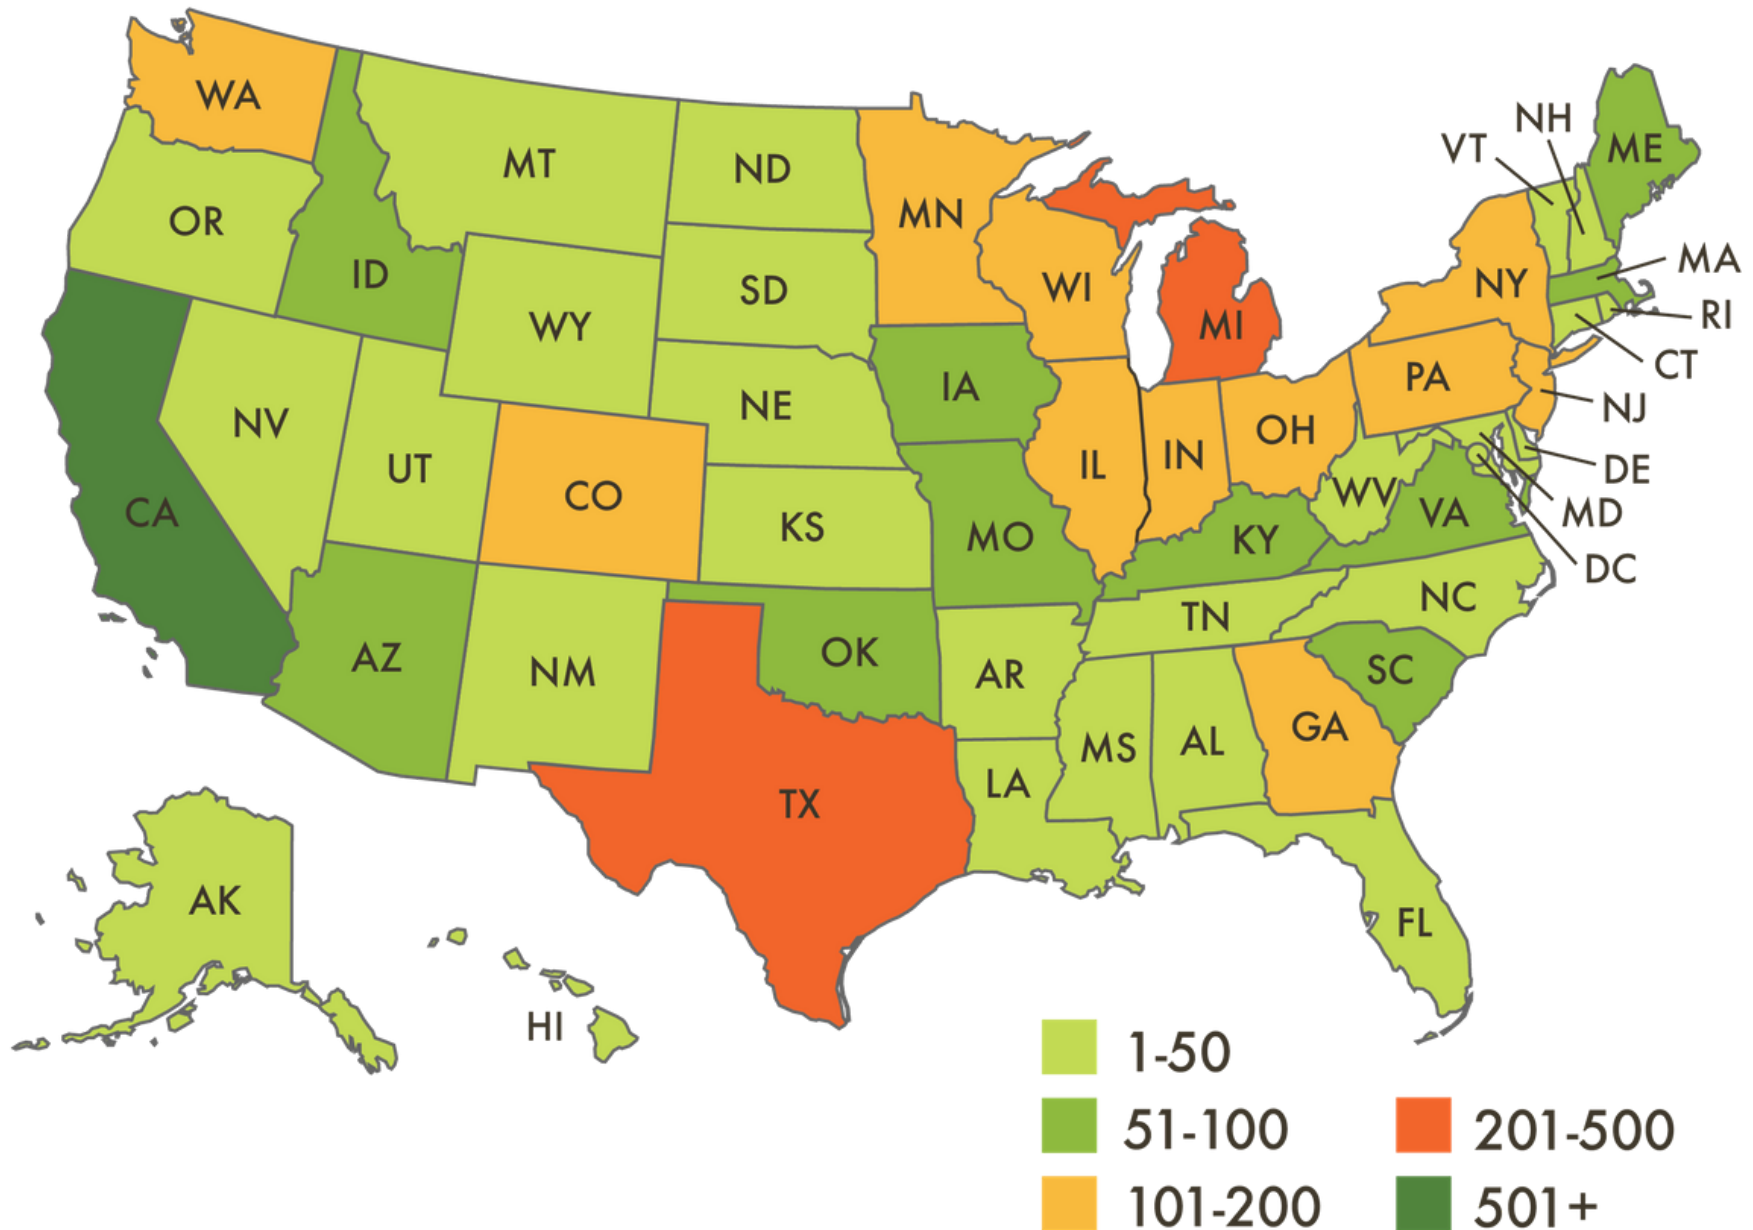 WA
MT
ND
MN
OR
ID
SD
WI
MI
WY
NH
VT
ME
MA
NY
RI
CT
IA
PA
NE
NJ
NV
UT
CO
IL
IN
OH
DE
WV
MD
VA
CA
KS
MO
KY
DC
TN
NC
AZ
NM
OK
AR
SC
GA
MS
AL
LA
TX
AK
FL
HI
1-50
51-100
101-200
201-500
501+